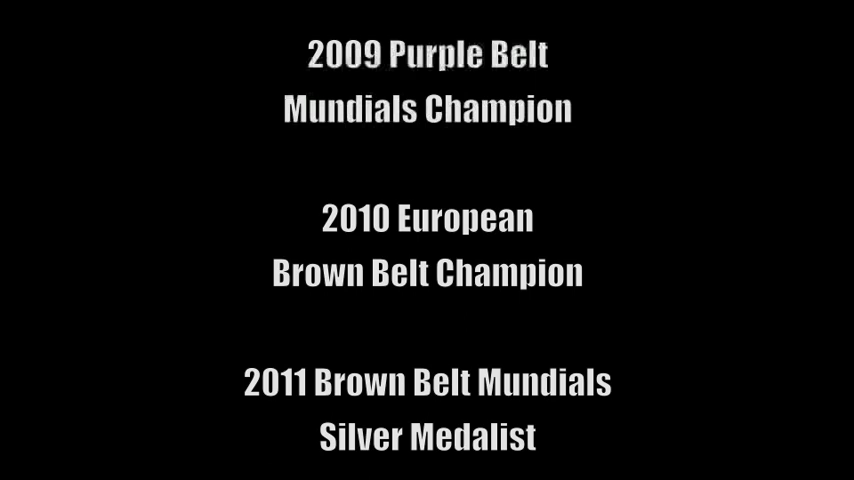 2009 Purple Belt
Mundials Champion
2010 European
Brown Belt Champion
2011 Brown Belt Mundials
Silver Medalist